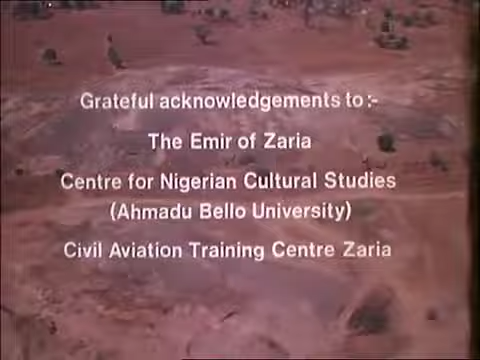 Grateful acknowledgements to :-
The Emir of Zaria
Centre for Nigerian Cultural Studies
(Ahmadu Bello University)
Civil Aviation Training Centre Zaria